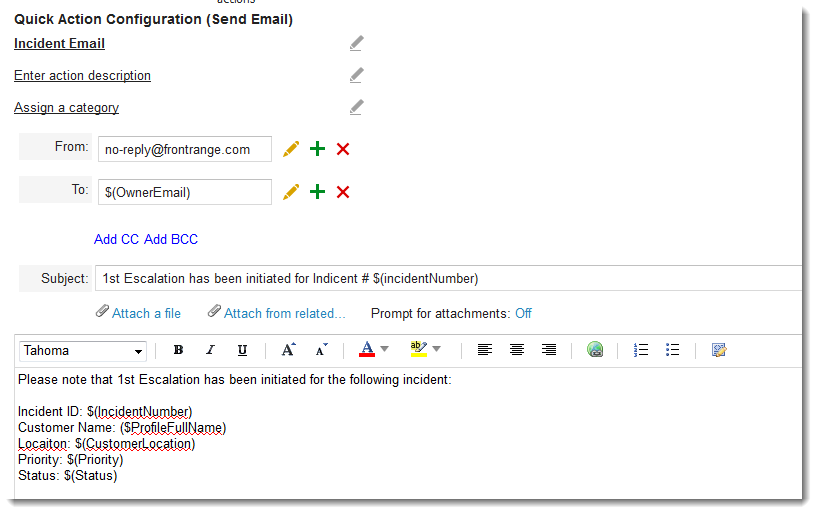 actions
Quick Action Configuration (Send Email)
Incident Email
Enter action description
Assign a category
From: no-reply@frontrange.com
To: $(OwnerEmail)
Add CC Add BCC
Subject: 1st Escalation has been initiated for Indicent # $(incidentNumber)
Attach a file Attach from related... Prompt for attachments: Off
Tahoma B I U A A A ab
Please note that 1st Escalation has been initiated for the following incident:
Incident ID: $(IncidentNumber)
Customer Name: ($ProfileFullName)
Locaiton: $(CustomerLocation)
Priority: $(Priority)
Status: $(Status)